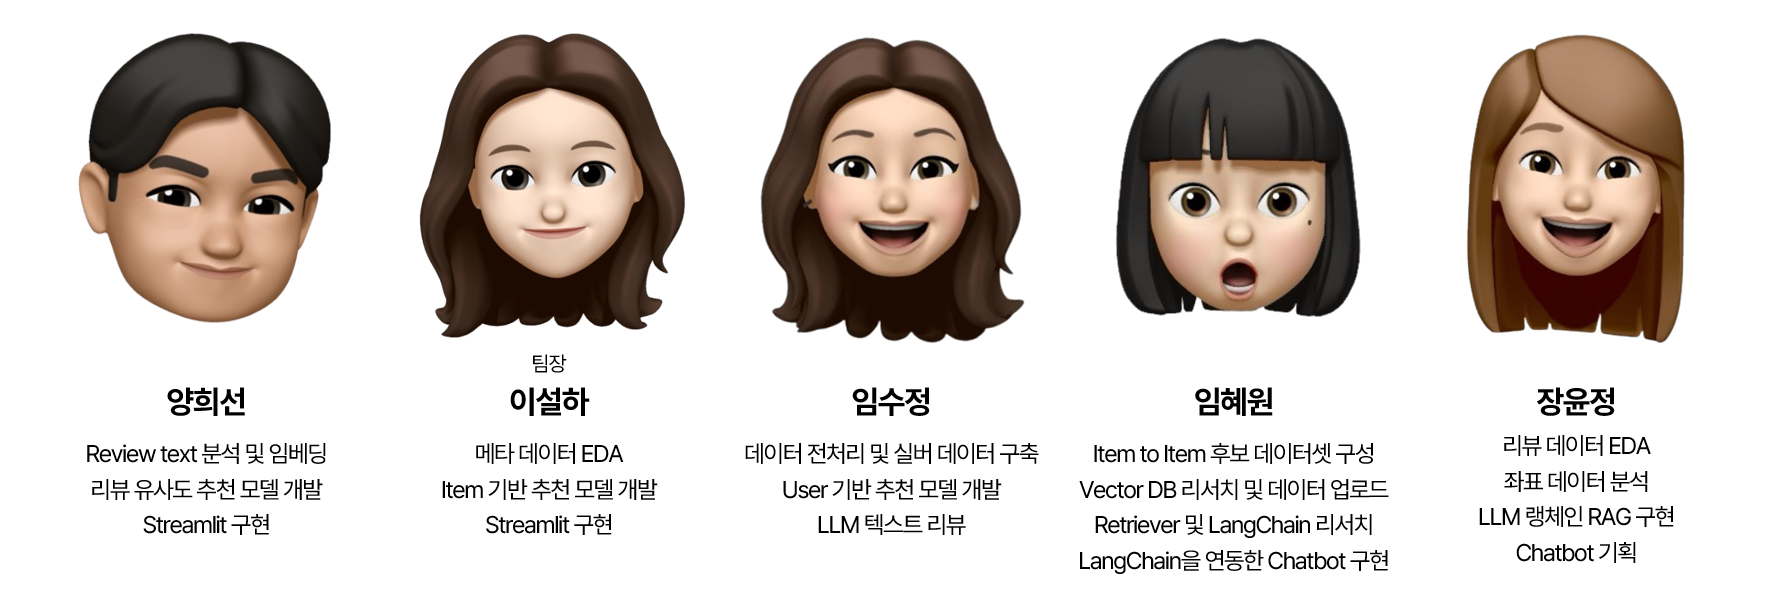 팀장
양희선
Review text 분석 및 임베딩
리뷰 유사도 추천 모델 개발
Streamlit 구현
이설하
메타 데이터 EDA
Item 기반 추천 모델 개발
Streamlit 구현
임수정
데이터 전처리 및 실버 데이터 구축
User 기반 추천 모델 개발
LLM 텍스트 리뷰
임혜원
Item to Item 후보 데이터셋 구성
Vector DB 리서치 및 데이터 업로드
Retriever 및 LangChain 리서치
LangChain을 연동한 Chatbot 구현
장윤정
리뷰 데이터 EDA
좌표 데이터 분석
LLM 랭체인 RAG 구현
Chatbot 기획